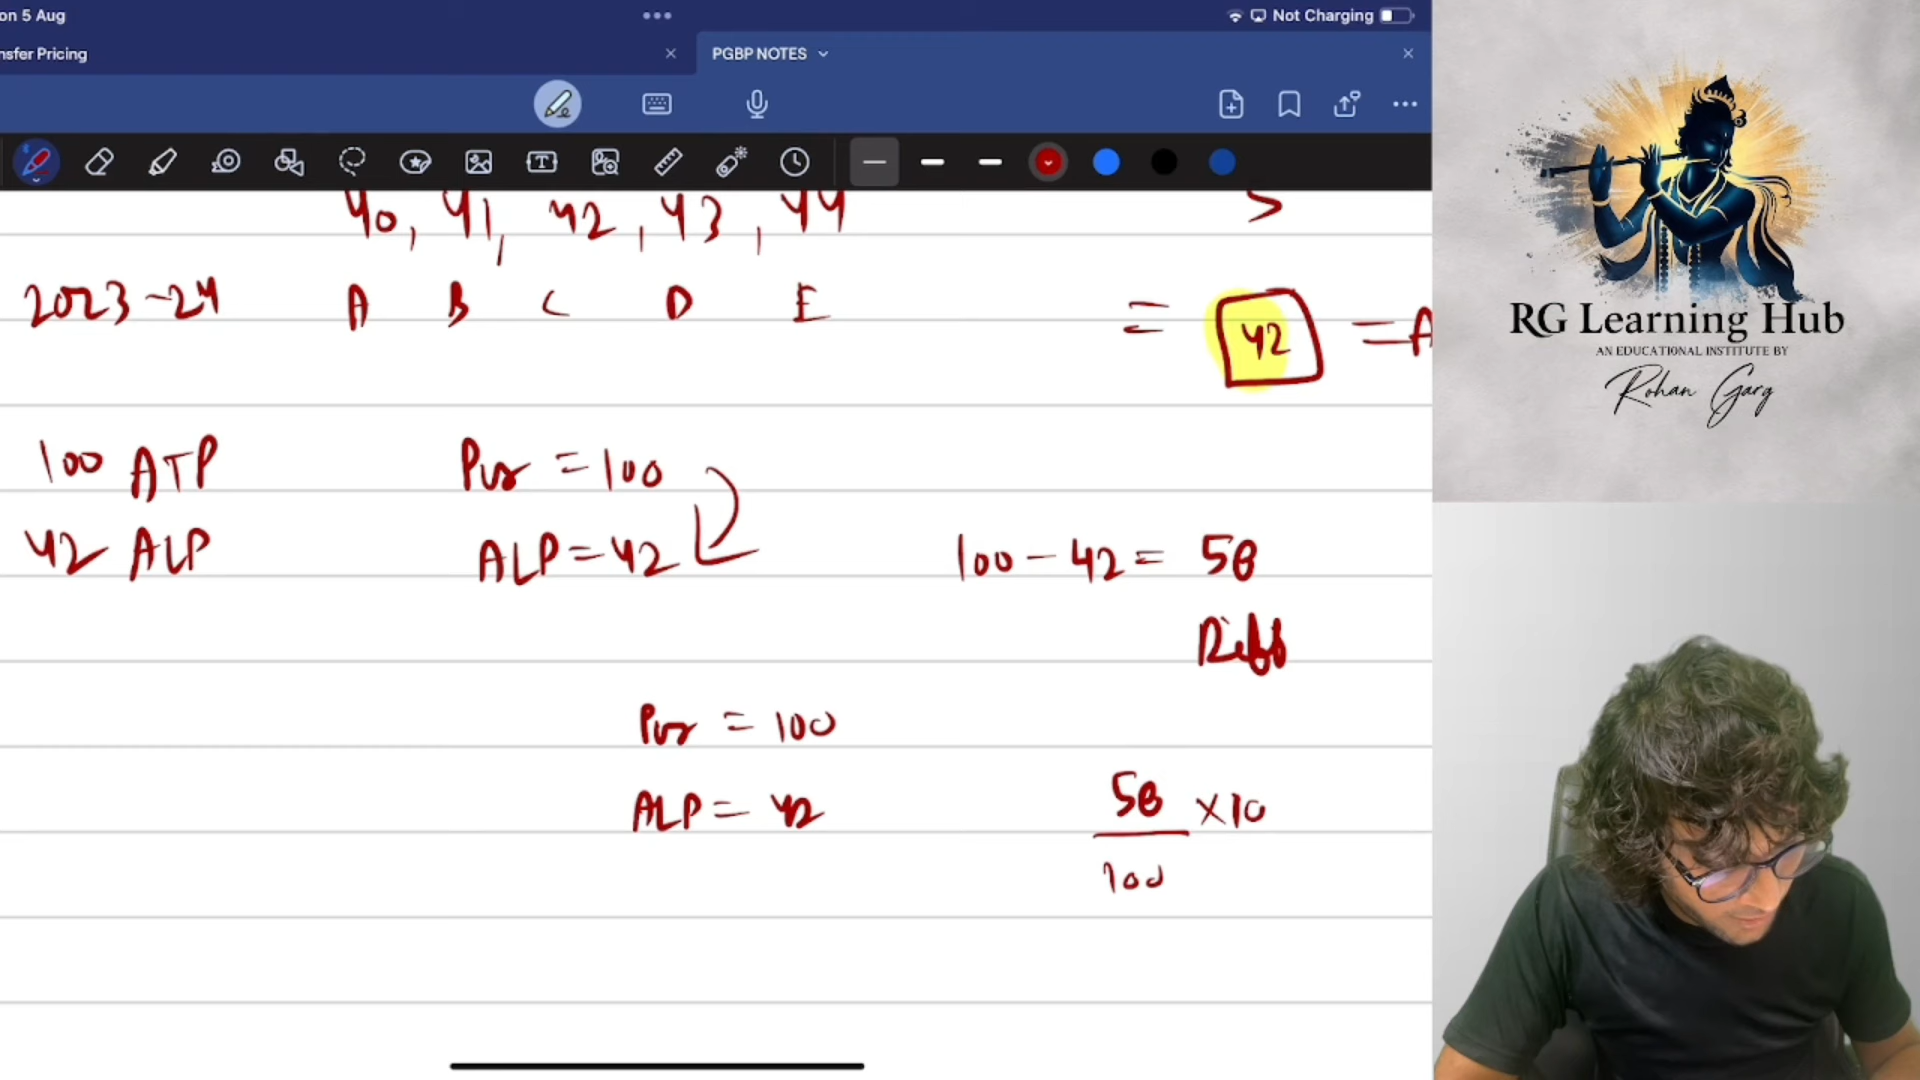 on 5 Aug
Not Charging
nsfer Pricing
PGBP NOTES
40, 41, 42, 43, 44
5
2023-24 A B C D E
= 42 = A
100 ATP
42 ALP
Pur = 100
ALP = 42
100 - 42 = 58
Diff
Pur = 100
ALP = 42
58 × 10
100
RG Learning Hub
AN EDUCATIONAL INSTITUTE BY
Rohan Garg